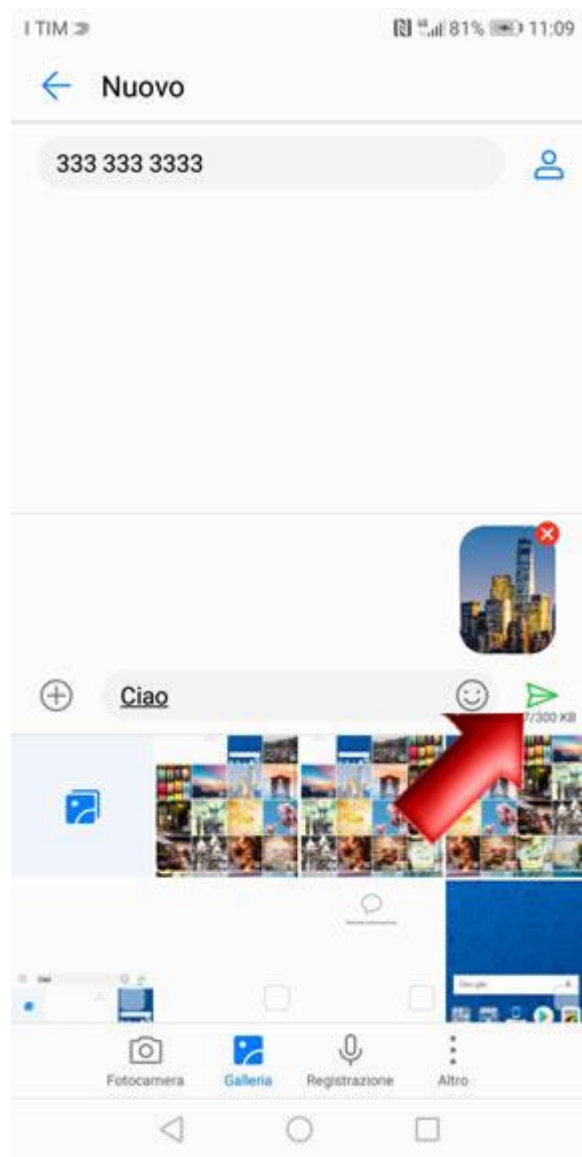 I TIM
81% 11:09
Nuovo
333 333 3333
Ciao
/300 KB
Fotocamera
Galleria
Registrazione
Altro